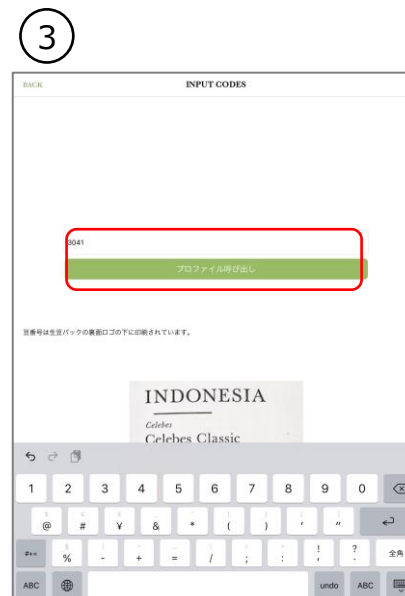 3
BACK
INPUT CODES
3041
プロファイル呼び出し
豆番号は生豆パックの裏面ロゴの下に印刷されています。
INDONESIA
Celebes
Celebes Classic
1 2 3 4 5 6 7 8 9 0
@ # ¥ & * ( ) ' "
#+= % - + = / ; : ! ? 全角
ABC undo ABC